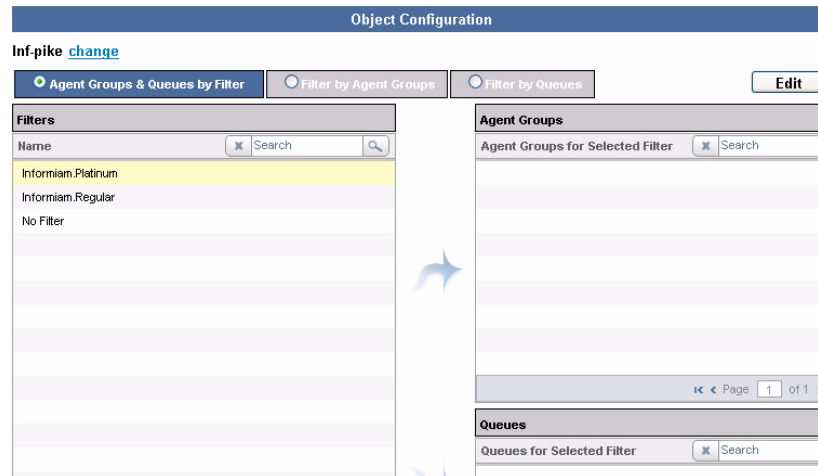 Object Configuration
Inf-pike change
Agent Groups & Queues by Filter
Filter by Agent Groups
Filter by Queues
Edit
Filters
Name
x Search
Informiam.Platinum
Informiam.Regular
No Filter
Agent Groups
Agent Groups for Selected Filter
x Search
Page 1 of 1
Queues
Queues for Selected Filter
x Search